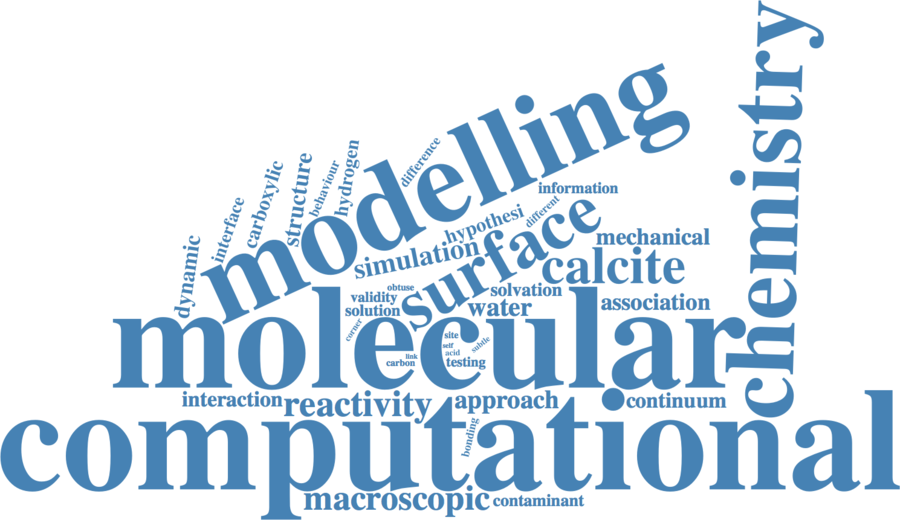 chemistry
modelling
difference
hydrogen
behaviour
structure
carboxylic
interface
dynamic
information
different
hypothesi
simulation
surface
mechanical
calcite
obtuse
solvation
validity
solution
water
association
corner
site
self
acid
subtle
link
carbon
testing
molecular
interaction
reactivity
approach
continuum
bonding
computational
macroscopic
contaminant